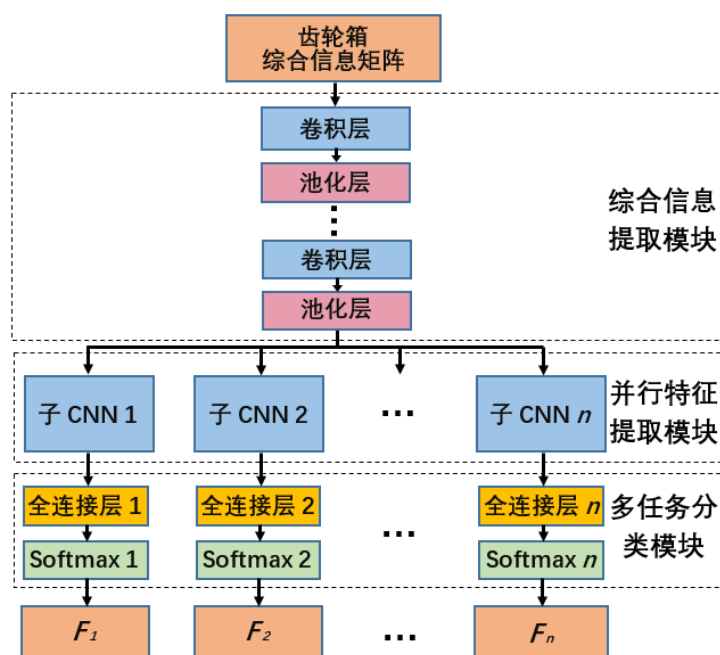 齿轮箱
综合信息矩阵
卷积层
池化层
卷积层
池化层
综合信息
提取模块
子 CNN 1
子 CNN 2
...
子 CNN n
并行特征
提取模块
全连接层 1
全连接层 2
全连接层 n
Softmax 1
Softmax 2
...
Softmax n
多任务分
类模块
F1
F2
...
Fn